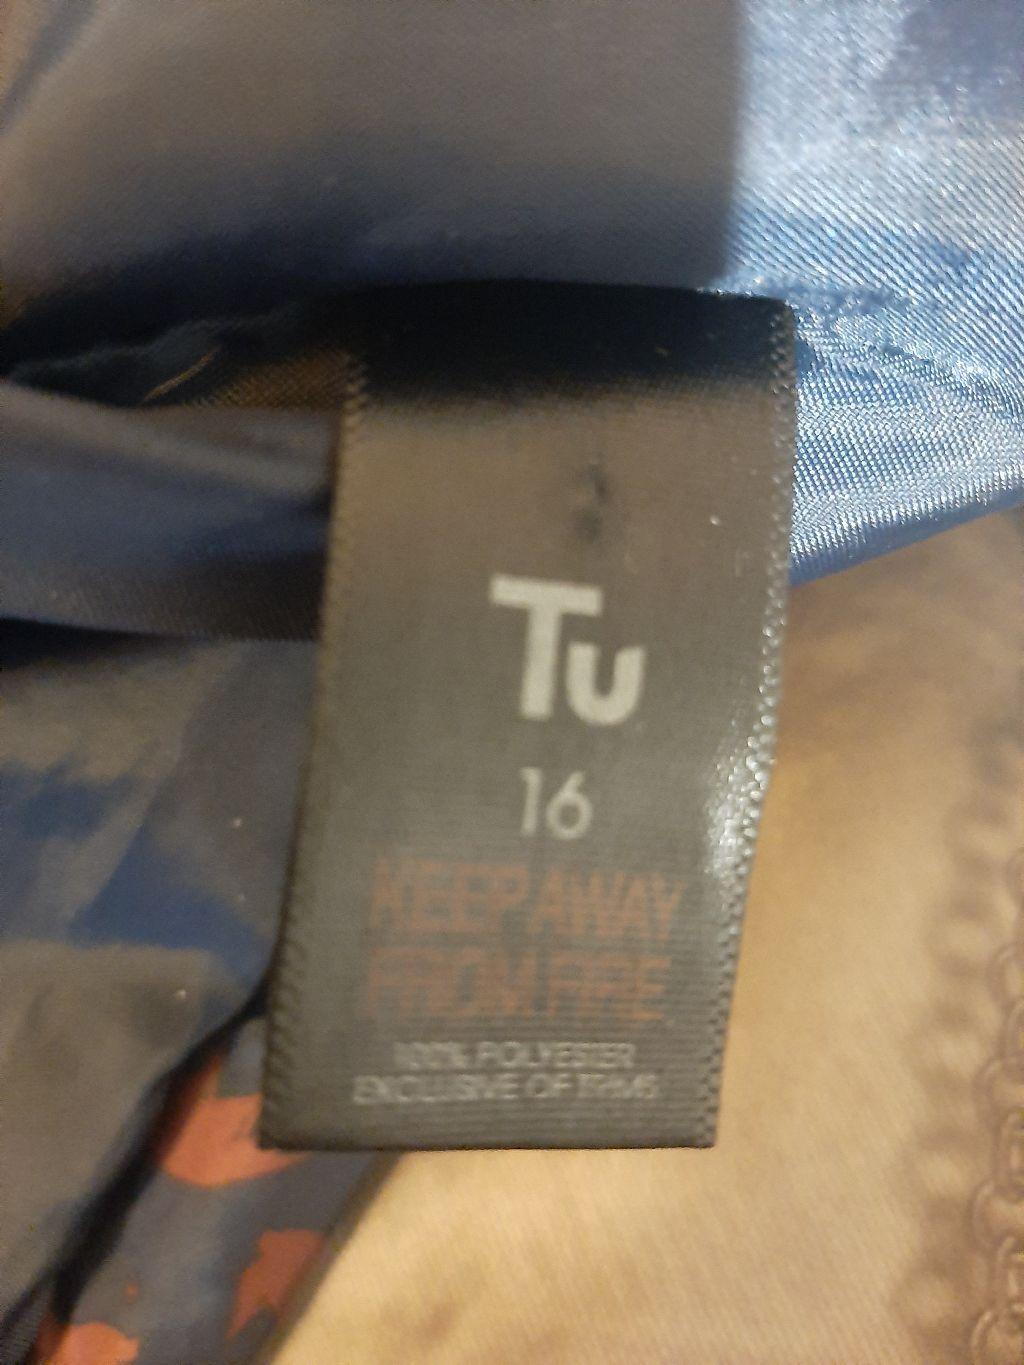 Tu
16
KEEP AWAY
FROM FIRE
100% POLYESTER
EXCLUSIVE OF TRIMS